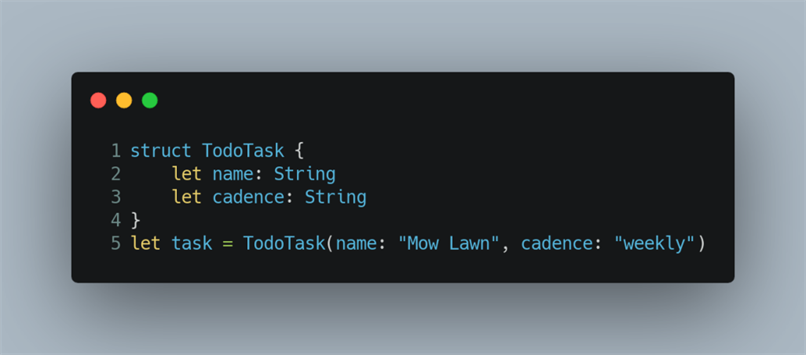 1 struct TodoTask {
2     let name: String
3     let cadence: String
4 }
5 let task = TodoTask(name: "Mow Lawn", cadence: "weekly")